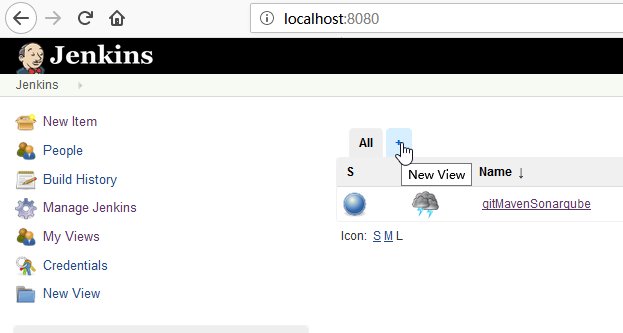 localhost:8080
Jenkins
Jenkins
New Item
People
Build History
Manage Jenkins
My Views
Credentials
New View
All +
S Name ↓
New View
gitMavenSonarqube
Icon: S M L